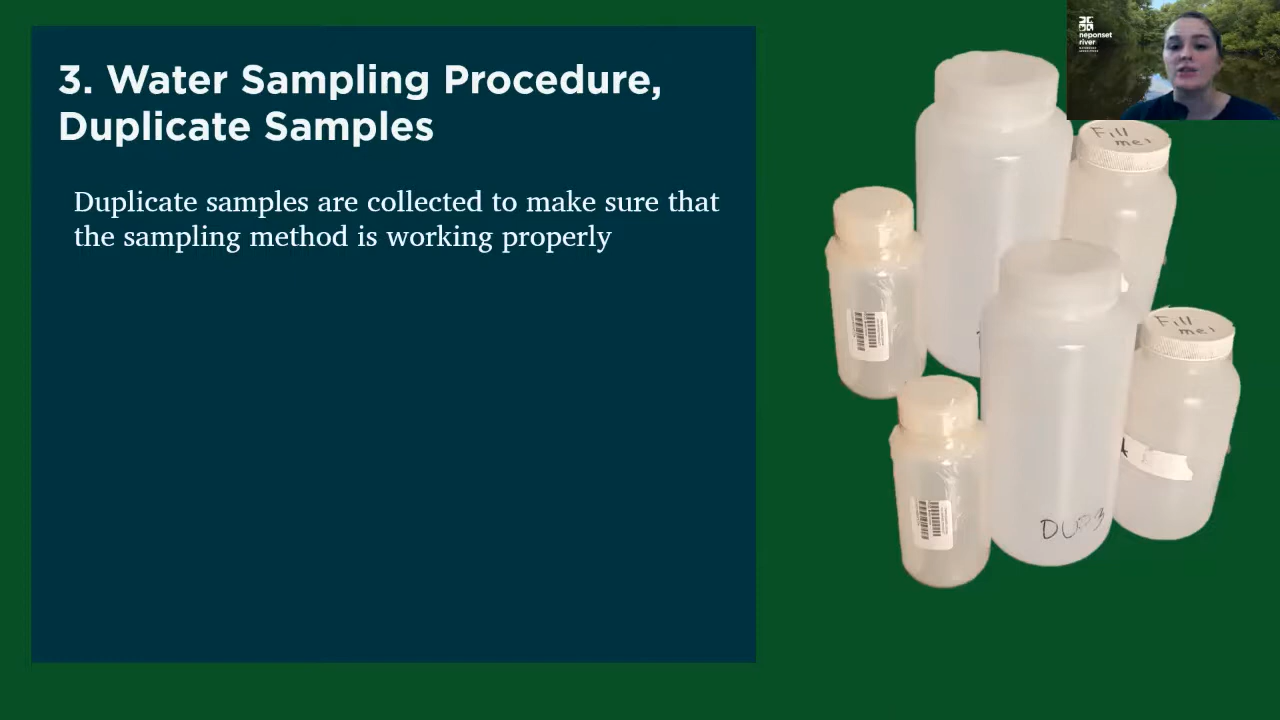 3. Water Sampling Procedure,
Duplicate Samples
Duplicate samples are collected to make sure that
the sampling method is working properly
neponset
river
Fill
me!
Fill
me!